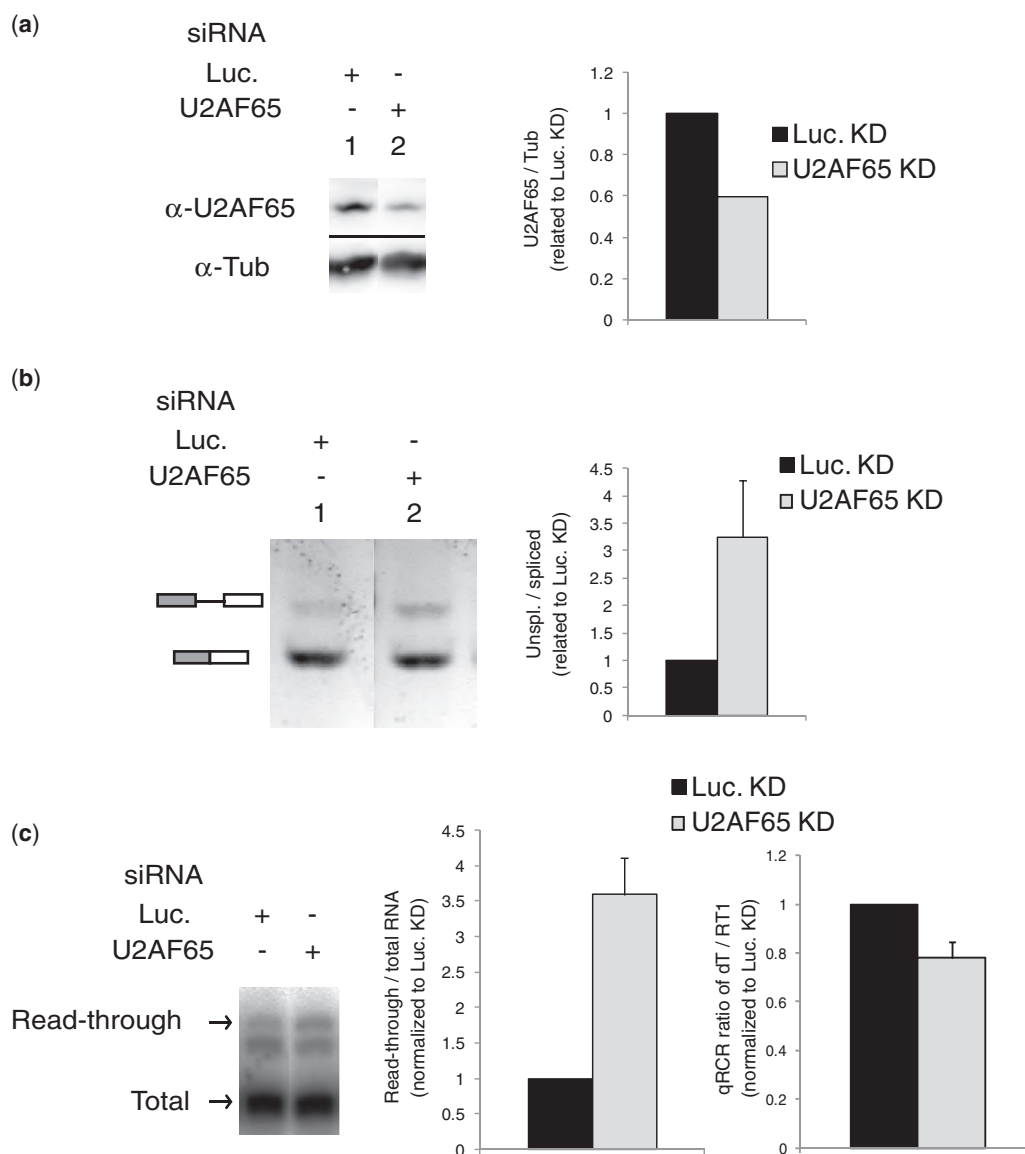 (a)
siRNA
Luc. + -
U2AF65 - +
1 2
α-U2AF65
α-Tub
U2AF65 / Tub
(related to Luc. KD)
1.2
1
0.8
0.6
0.4
0.2
0
Luc. KD
U2AF65 KD
(b)
siRNA
Luc. + -
U2AF65 - +
1 2
Unspl. / spliced
(related to Luc. KD)
4.5
4
3.5
3
2.5
2
1.5
1
0.5
0
Luc. KD
U2AF65 KD
(c)
siRNA
Luc. + -
U2AF65 - +
Read-through →
Total →
Luc. KD
U2AF65 KD
Read-through / total RNA
(normalized to Luc. KD)
4.5
4
3.5
3
2.5
2
1.5
1
0.5
0
qRCR ratio of dT / RT1
(normalized to Luc. KD)
1.2
1
0.8
0.6
0.4
0.2
0